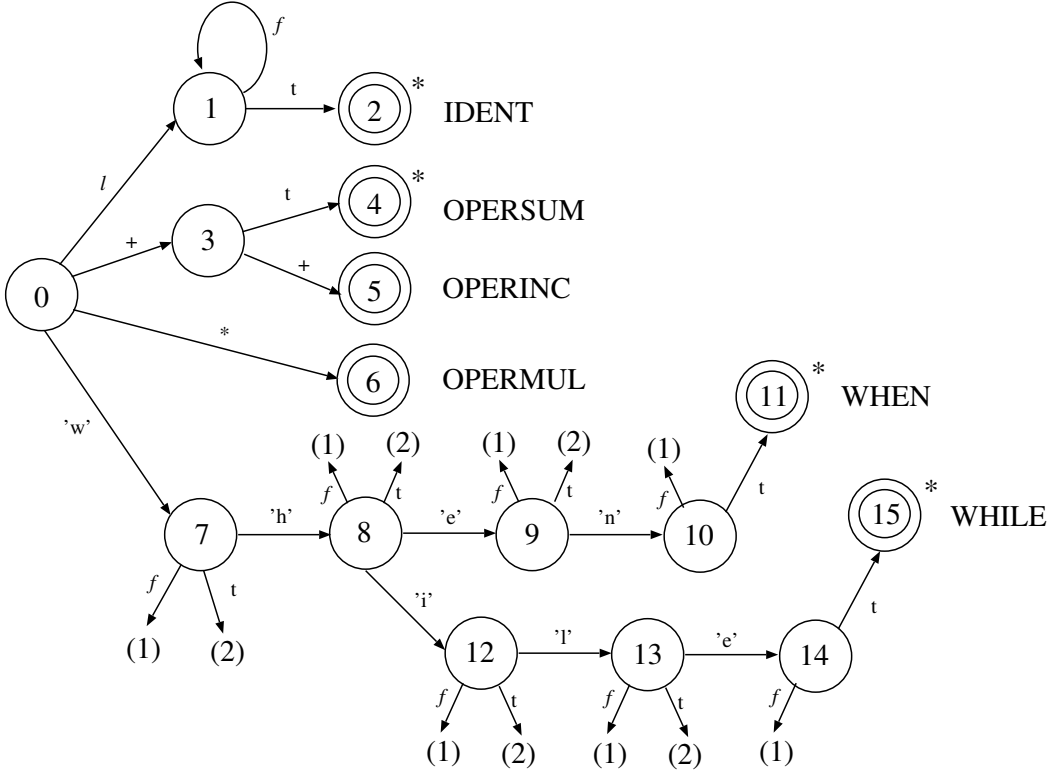 f
1
t
2
*
IDENT
l
3
t
4
*
OPERSUM
+
+
5
OPERINC
0
*
6
OPERMUL
'w'
11
*
WHEN
(1)
(2)
(1)
(2)
(1)
f
t
f
t
f
t
7
'h'
8
'e'
9
'n'
10
15
*
WHILE
f
t
(1)
(2)
'i'
12
'l'
13
'e'
14
t
f
t
f
t
f
(1)
(2)
(1)
(2)
(1)